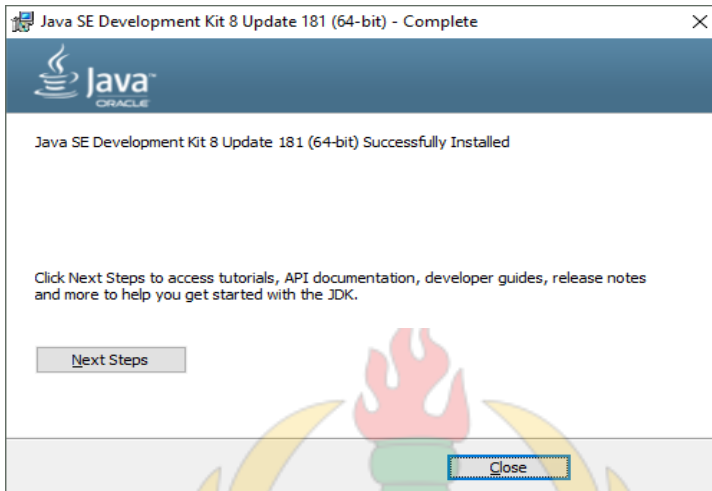 Java SE Development Kit 8 Update 181 (64-bit) - Complete
Java™
ORACLE
Java SE Development Kit 8 Update 181 (64-bit) Successfully Installed
Click Next Steps to access tutorials, API documentation, developer guides, release notes
and more to help you get started with the JDK.
Next Steps
Close